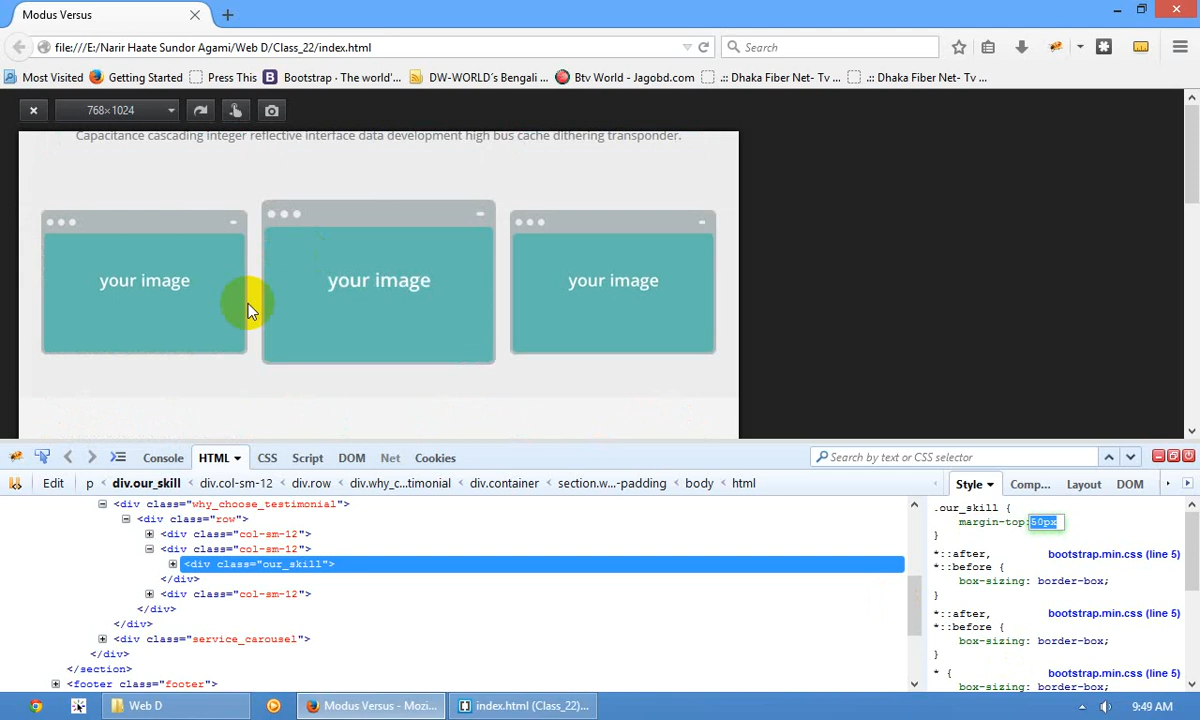 Modus Versus
file:///E:/Narir Haate Sundor Agami/Web D/Class_22/index.html
Search
Most Visited Getting Started Press This Bootstrap · The world'... DW-WORLD´s Bengali ... Btv World - Jagobd.com .:: Dhaka Fiber Net- Tv ... .:: Dhaka Fiber Net- Tv ...
768×1024
Capacitance cascading integer reflective interface data development high bus cache dithering transponder.
your image your image your image
Console HTML CSS Script DOM Net Cookies Search by text or CSS selector
Edit p < div.our_skill < div.col-sm-12 < div.row < div.why_c...timonial < div.container < section.w...-padding < body < html Style Comp... Layout DOM
<div class="why_choose_testimonial">
<div class="row">
<div class="col-sm-12">
<div class="col-sm-12">
<div class="our_skill">
</div>
<div class="col-sm-12">
</div>
</div>
<div class="service_carousel">
</div>
</section>
<footer class="footer">
.our_skill {
margin-top:50px
}
*::after, bootstrap.min.css (line 5)
*::before {
box-sizing: border-box;
}
*::after, bootstrap.min.css (line 5)
*::before {
box-sizing: border-box;
}
* { bootstrap.min.css (line 5)
box-sizing: border-box;
Web D Modus Versus - Mozi... index.html (Class_22)... 9:49 AM